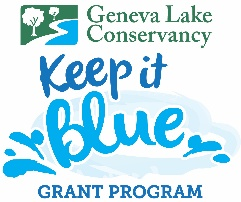 Geneva Lake
Conservancy
Keep it
blue
GRANT PROGRAM